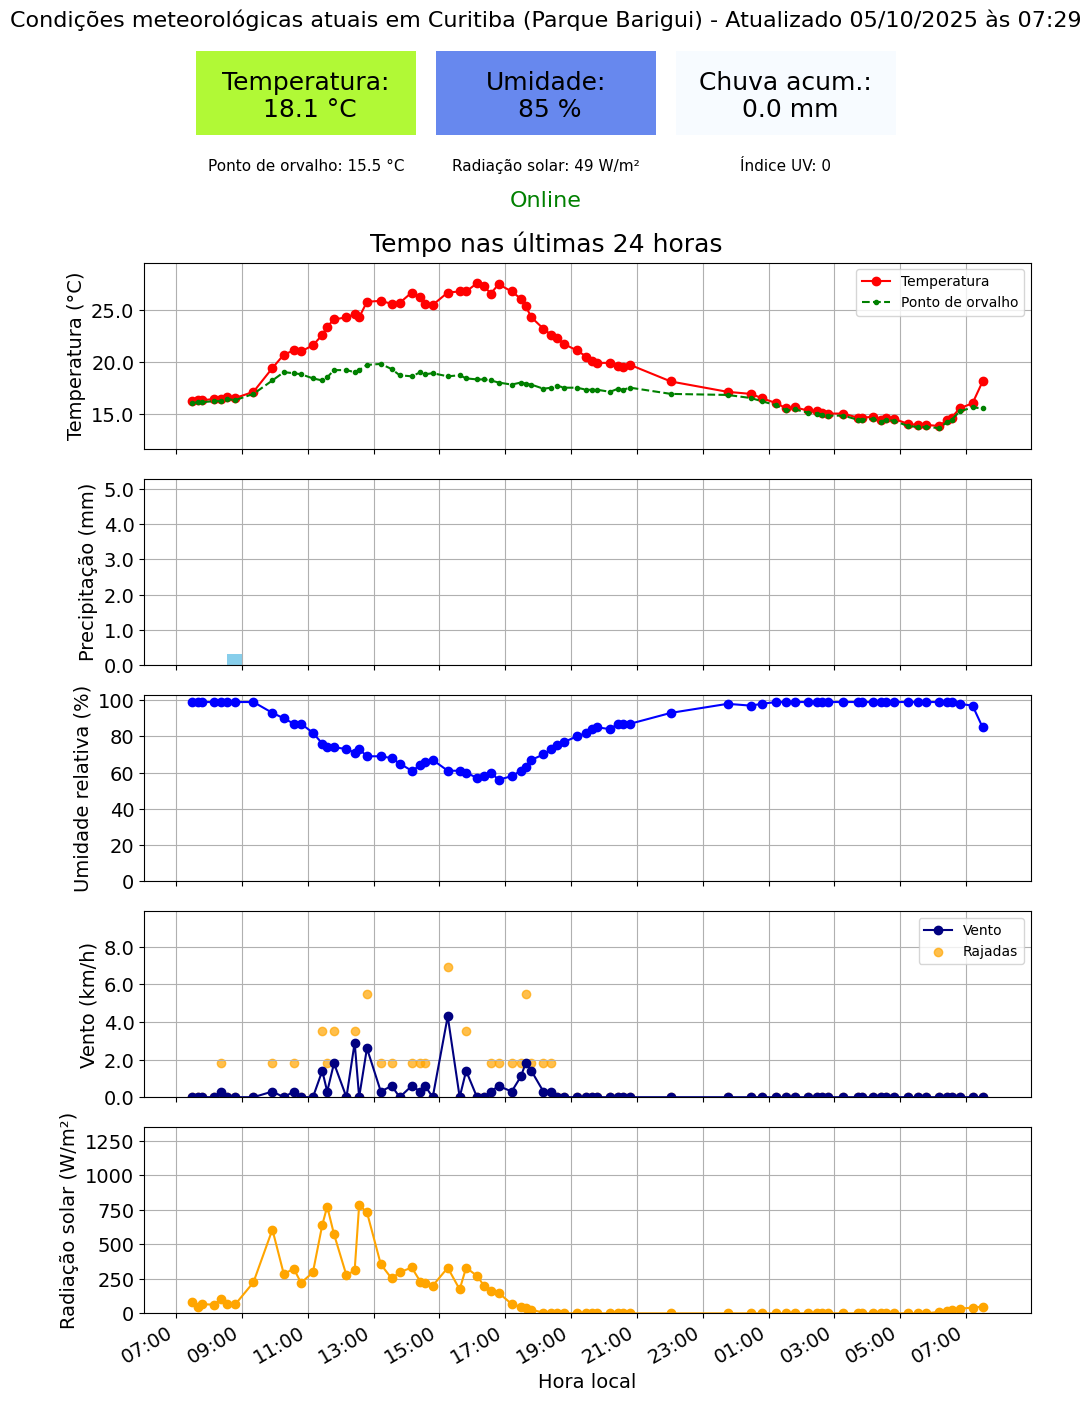 Condições meteorológicas atuais em Curitiba (Parque Barigui) - Atualizado 05/10/2025 às 07:29
Temperatura:
18.1 °C
Umidade:
85 %
Chuva acum.:
0.0 mm
Ponto de orvalho: 15.5 °C
Radiação solar: 49 W/m²
Índice UV: 0
Online
Tempo nas últimas 24 horas
Temperatura (°C)
25.0
20.0
15.0
Temperatura
Ponto de orvalho
Precipitação (mm)
5.0
4.0
3.0
2.0
1.0
0.0
Umidade relativa (%)
100
80
60
40
20
0
Vento (km/h)
8.0
6.0
4.0
2.0
0.0
Vento
Rajadas
Radiação solar (W/m²)
1250
1000
750
500
250
0
07:00
09:00
11:00
13:00
15:00
17:00
19:00
21:00
23:00
01:00
03:00
05:00
07:00
Hora local